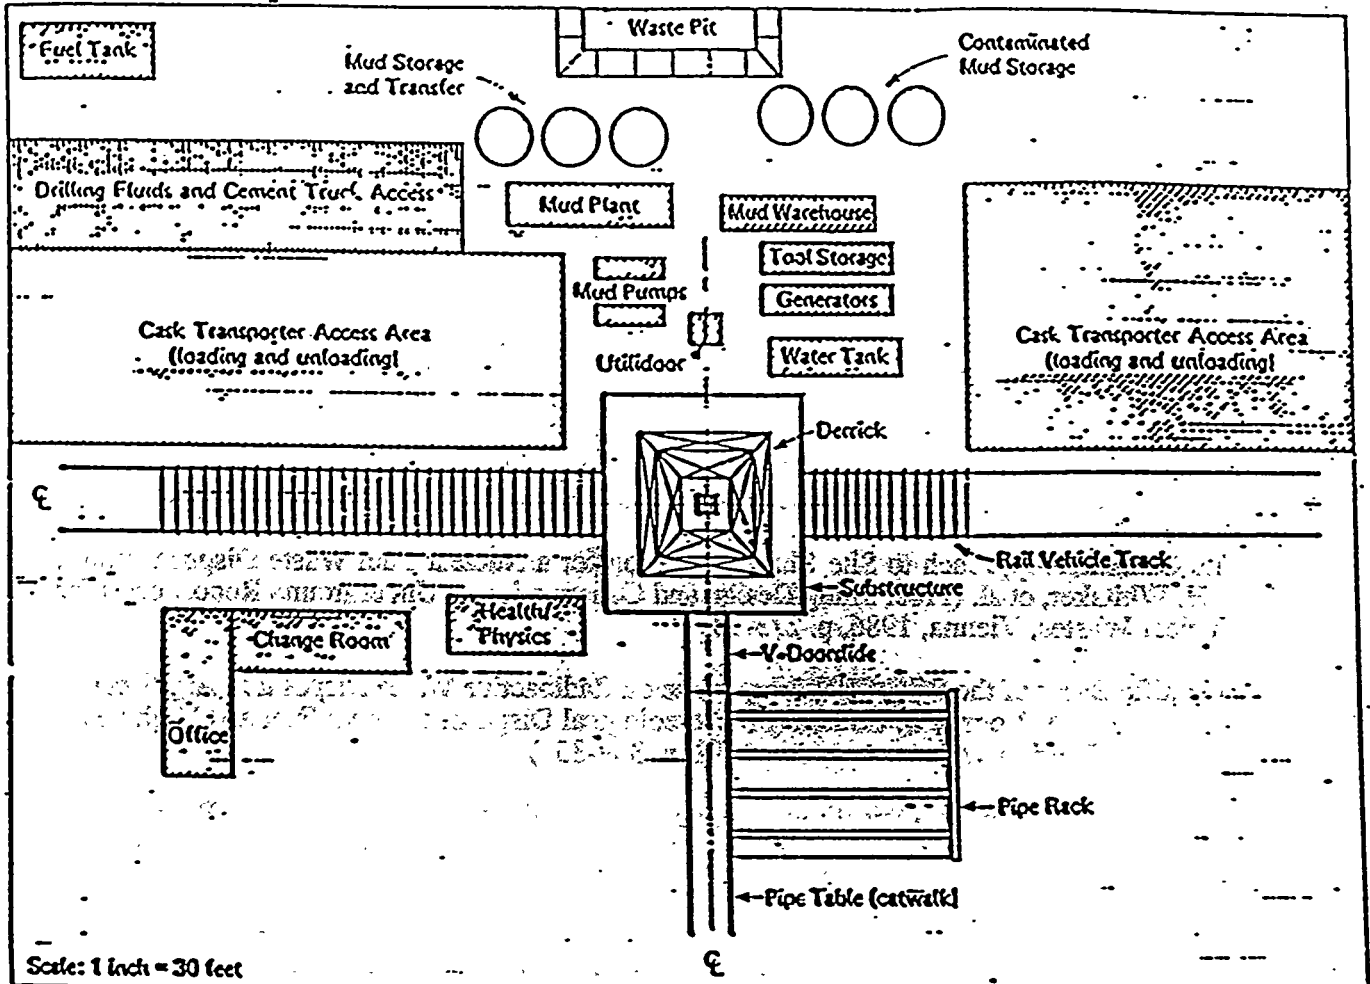 Waste Pit
Fuel Tank
Mud Storage
and Transfer
Contaminated
Mud Storage
Drilling Fluids and Cement Truck Access
Mud Plant
Mud Warehouse
Tool Storage
Mud Pumps
Generators
Cask Transporter Access Area
(loading and unloading)
Cask Transporter Access Area
(loading and unloading)
Utilidoor
Water Tank
Derrick
℄
Rail Vehicle Track
Substructure
Health
Physics
Change Room
V-Doorslide
Office
Pipe Rack
Pipe Table (catwalk)
℄
Scale: 1 inch = 30 feet